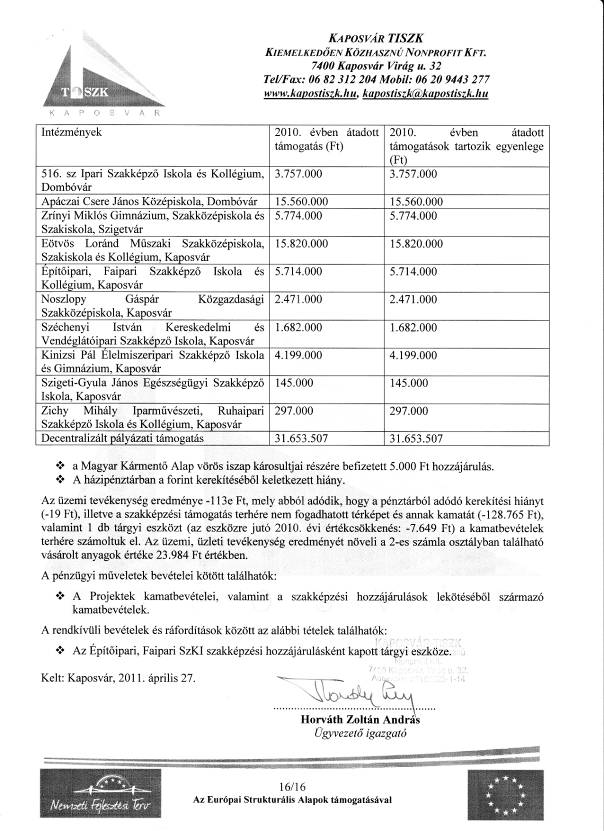 KAPOSVÁR TISZK
KIEMELKEDŐEN KÖZHASZNÚ NONPROFIT KFT.
7400 Kaposvár Virág u. 32
Tel/Fax: 06 82 312 204 Mobil: 06 20 9443 277
www.kapostiszk.hu, kapostiszk@kapostiszk.hu
T SZK
KAPOSVÁR
Intézmények
2010. évben átadott támogatás (Ft)
2010. évben átadott támogatások tartozik egyenlege (Ft)
516. sz Ipari Szakképző Iskola és Kollégium, Dombóvár 3.757.000 3.757.000
Apáczai Csere János Középiskola, Dombóvár 15.560.000 15.560.000
Zrínyi Miklós Gimnázium, Szakközépiskola és Szakiskola, Szigetvár 5.774.000 5.774.000
Eötvös Loránd Műszaki Szakközépiskola, Szakiskola és Kollégium, Kaposvár 15.820.000 15.820.000
Építőipari, Faipari Szakképző Iskola és Kollégium, Kaposvár 5.714.000 5.714.000
Noszlopy Gáspár Közgazdasági Szakközépiskola, Kaposvár 2.471.000 2.471.000
Széchenyi István Kereskedelmi és Vendéglátóipari Szakképző Iskola, Kaposvár 1.682.000 1.682.000
Kinizsi Pál Élelmiszeripari Szakképző Iskola és Gimnázium, Kaposvár 4.199.000 4.199.000
Szigeti-Gyula János Egészségügyi Szakképző Iskola, Kaposvár 145.000 145.000
Zichy Mihály Iparművészeti, Ruhaipari Szakképző Iskola és Kollégium, Kaposvár 297.000 297.000
Decentralizált pályázati támogatás 31.653.507 31.653.507
❖ a Magyar Kármentő Alap vörös iszap károsultjai részére befizetett 5.000 Ft hozzájárulás.
❖ A házipénztárban a forint kerekítéséből keletkezett hiány.
Az üzemi tevékenység eredménye -113e Ft, mely abból adódik, hogy a pénztárból adódó kerekítési hiányt
(-19 Ft), illetve a szakképzési támogatás terhére nem fogadhatott térképet és annak kamatát (-128.765 Ft),
valamint 1 db tárgyi eszközt (az eszközre jutó 2010. évi értékcsökkenés: -7.649 Ft) a kamatbevételek
terhére számoltuk el. Az üzemi, üzleti tevékenység eredményét növeli a 2-es számla osztályban található
vásárolt anyagok értéke 23.984 Ft értékben.
A pénzügyi műveletek bevételei kötött találhatók:
❖ A Projektek kamatbevételei, valamint a szakképzési hozzájárulások lekötéséből származó
kamatbevételek.
A rendkívüli bevételek és ráfordítások között az alábbi tételek találhatók:
❖ Az Építőipari, Faipari SzKI szakképzési hozzájárulásként kapott tárgyi eszköze.
KAPOSVÁR TISZK
Kelt: Kaposvár, 2011. április 27.
Horváth Zoltán András
Ügyvezető igazgató
16/16
Az Európai Strukturális Alapok támogatásával
Nemzeti Fejlesztési Terv